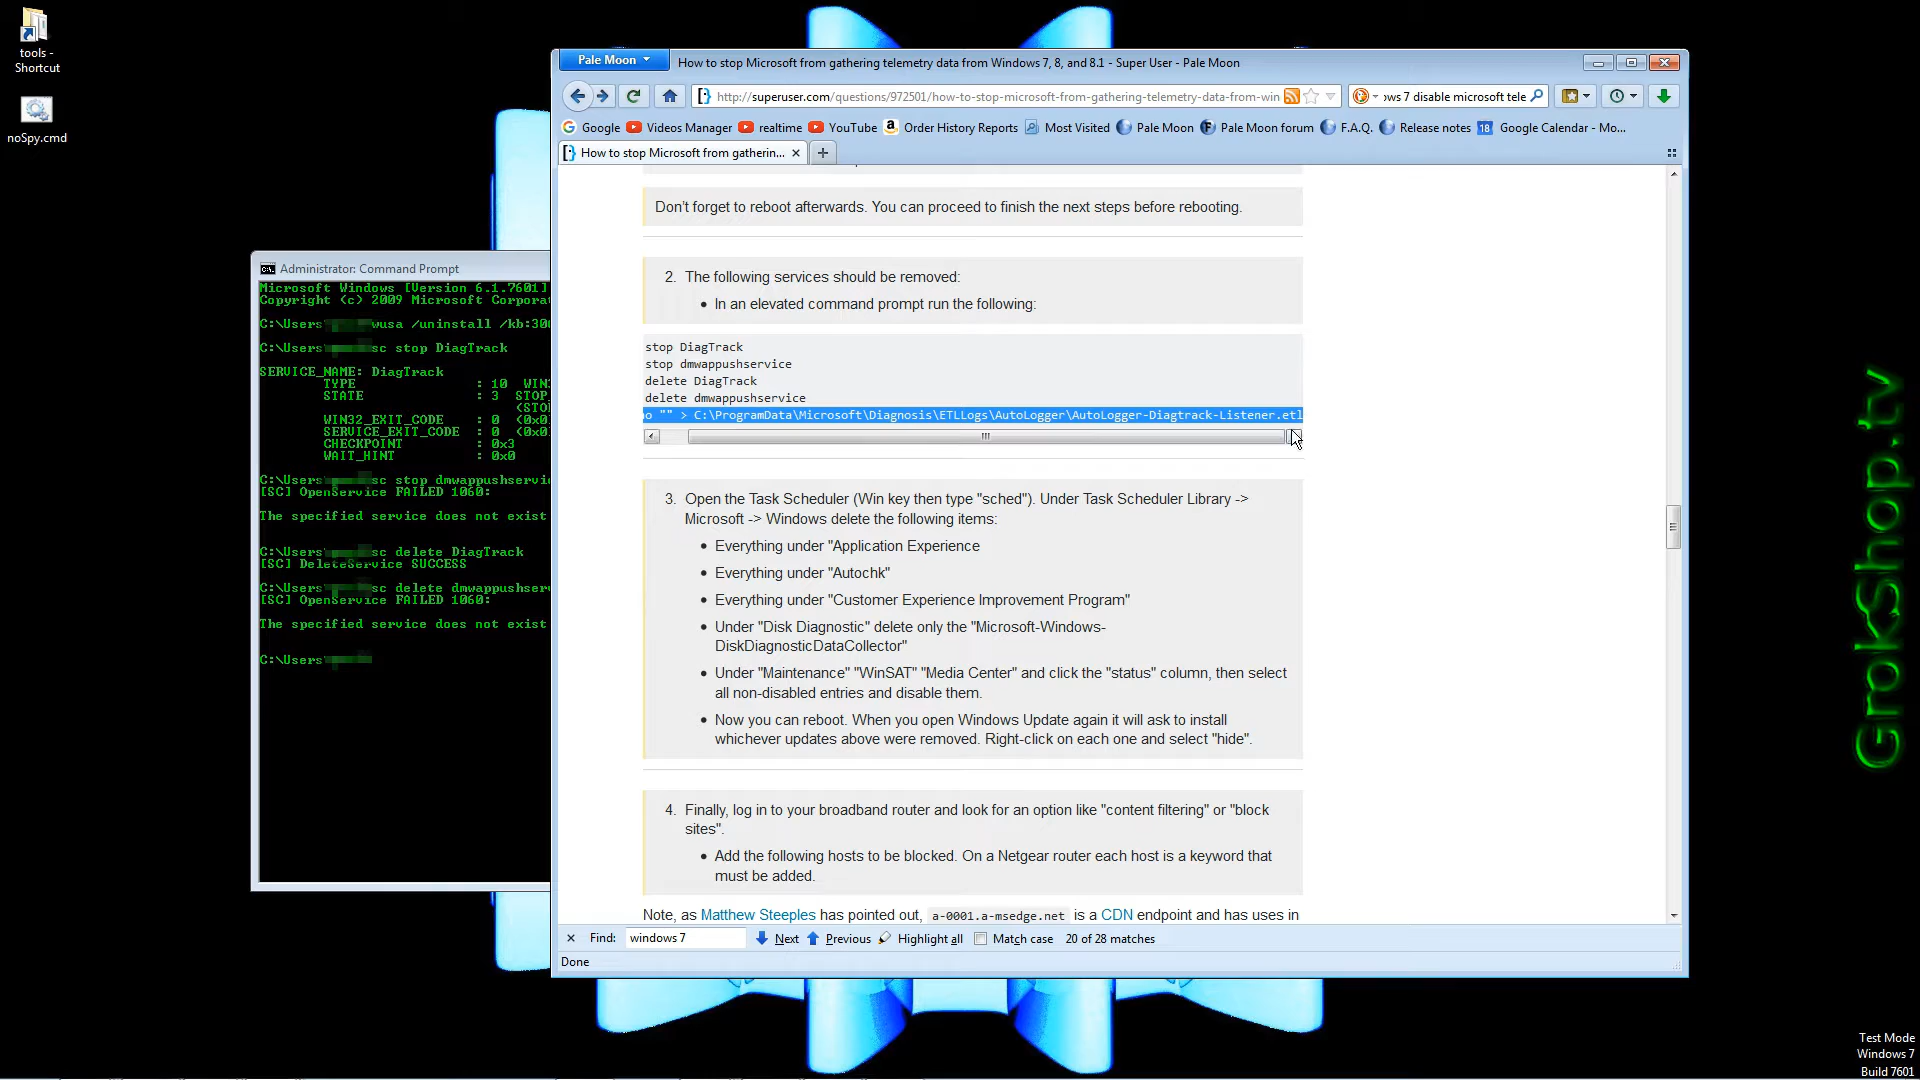 tools -
Shortcut
noSpy.cmd
Administrator: Command Prompt
Microsoft Windows [Version 6.1.7601]
Copyright (c) 2009 Microsoft Corpora
C:\Users wusa /uninstall /kb:30
C:\Users sc stop DiagTrack
SERVICE_NAME: DiagTrack
TYPE : 10 WIN
STATE : 3 STOP_
<STO
WIN32_EXIT_CODE : 0 (0x0
SERVICE_EXIT_CODE : 0 (0x0
CHECKPOINT : 0x3
WAIT_HINT : 0x0
C:\Users sc stop dmwappushservi
[SC] OpenService FAILED 1060:
The specified service does not exist
C:\Users sc delete DiagTrack
[SC] DeleteService SUCCESS
C:\Users sc delete dmwappushser
[SC] OpenService FAILED 1060:
The specified service does not exist
C:\Users
Pale Moon
How to stop Microsoft from gathering telemetry data from Windows 7, 8, and 8.1 - Super User - Pale Moon
http://superuser.com/questions/972501/how-to-stop-microsoft-from-gathering-telemetry-data-from-win
ws 7 disable microsoft tele
Google Videos Manager realtime YouTube Order History Reports Most Visited Pale Moon Pale Moon forum F.A.Q. Release notes 18 Google Calendar - Mo...
How to stop Microsoft from gatherin...
Don't forget to reboot afterwards. You can proceed to finish the next steps before rebooting.
2. The following services should be removed:
• In an elevated command prompt run the following:
stop DiagTrack
stop dmwappushservice
delete DiagTrack
delete dmwappushservice
o "" > C:\ProgramData\Microsoft\Diagnosis\ETLLogs\AutoLogger\AutoLogger-Diagtrack-Listener.etl
3. Open the Task Scheduler (Win key then type "sched"). Under Task Scheduler Library ->
Microsoft -> Windows delete the following items:
• Everything under "Application Experience
• Everything under "Autochk"
• Everything under "Customer Experience Improvement Program"
• Under "Disk Diagnostic" delete only the "Microsoft-Windows-
DiskDiagnosticDataCollector"
• Under "Maintenance" "WinSAT" "Media Center" and click the "status" column, then select
all non-disabled entries and disable them.
• Now you can reboot. When you open Windows Update again it will ask to install
whichever updates above were removed. Right-click on each one and select "hide".
4. Finally, log in to your broadband router and look for an option like "content filtering" or "block
sites".
• Add the following hosts to be blocked. On a Netgear router each host is a keyword that
must be added.
Note, as Matthew Steeples has pointed out, a-0001.a-msedge.net is a CDN endpoint and has uses in
Find: windows 7 Next Previous Highlight all Match case 20 of 28 matches
Done
GrokShop.tv
Test Mode
Windows 7
Build 7601